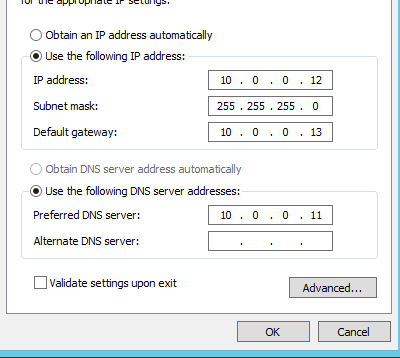 for the appropriate IP settings.
Obtain an IP address automatically
Use the following IP address:
IP address: 10 . 0 . 0 . 12
Subnet mask: 255 . 255 . 255 . 0
Default gateway: 10 . 0 . 0 . 13
Obtain DNS server address automatically
Use the following DNS server addresses:
Preferred DNS server: 10 . 0 . 0 . 11
Alternate DNS server: . . .
Validate settings upon exit
Advanced...
OK Cancel